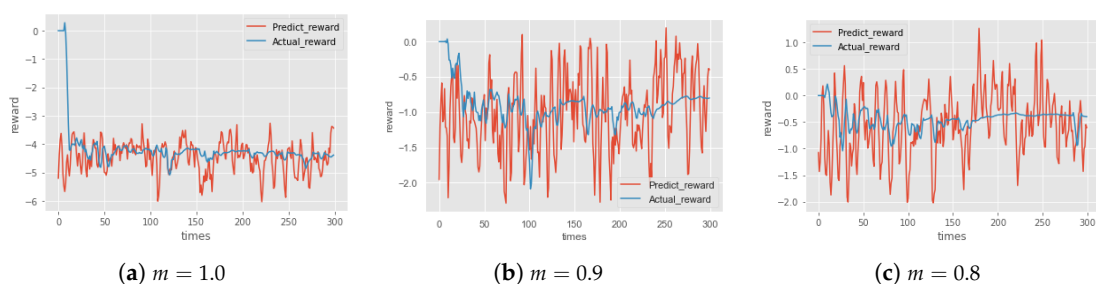 0
−1
−2
−3
−4
−5
−6
reward
0
50
100
150
200
250
300
times
Predict_reward
Actual_reward
(a) m = 1.0
0.0
−0.5
−1.0
−1.5
−2.0
reward
0
50
100
150
200
250
300
times
Predict_reward
Actual_reward
(b) m = 0.9
1.0
0.5
0.0
−0.5
−1.0
−1.5
−2.0
reward
0
50
100
150
200
250
300
times
Predict_reward
Actual_reward
(c) m = 0.8